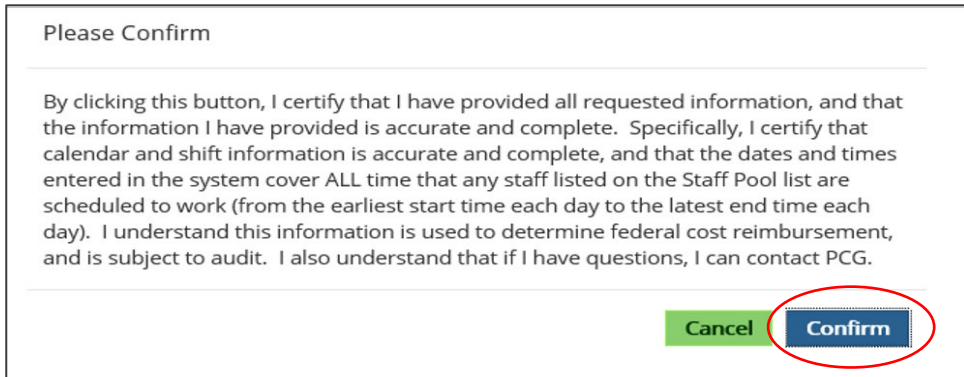 Please Confirm
By clicking this button, I certify that I have provided all requested information, and that
the information I have provided is accurate and complete.  Specifically, I certify that
calendar and shift information is accurate and complete, and that the dates and times
entered in the system cover ALL time that any staff listed on the Staff Pool list are
scheduled to work (from the earliest start time each day to the latest end time each
day).  I understand this information is used to determine federal cost reimbursement,
and is subject to audit.  I also understand that if I have questions, I can contact PCG.
Cancel Confirm